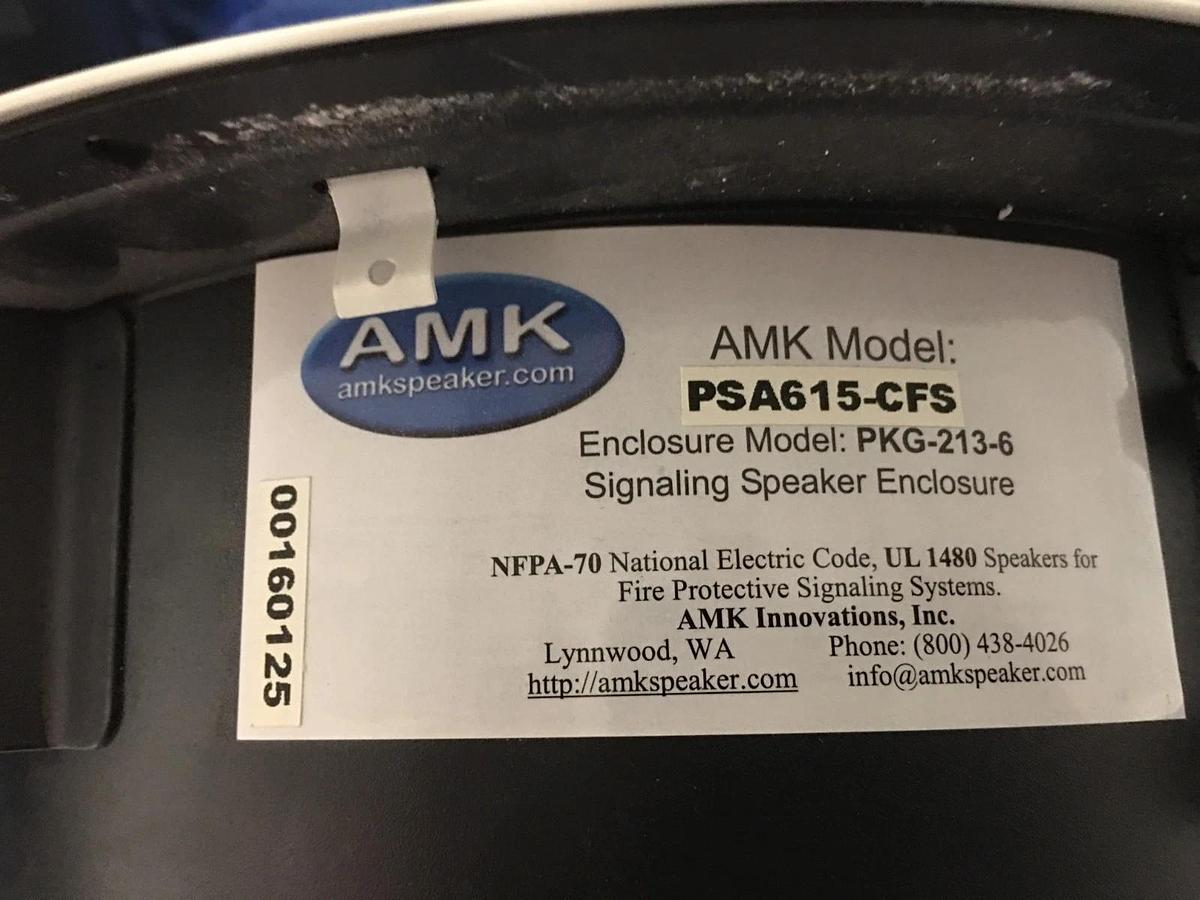 AMK
amkspeaker.com
AMK Model:
PSA615-CFS
Enclosure Model: PKG-213-6
Signaling Speaker Enclosure
00160125
NFPA-70 National Electric Code, UL 1480 Speakers for
Fire Protective Signaling Systems.
AMK Innovations, Inc.
Lynnwood, WA Phone: (800) 438-4026
http://amkspeaker.com info@amkspeaker.com